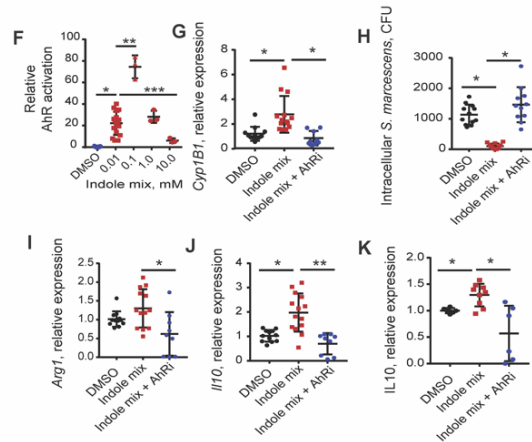 F
Relative
AhR activation
100
80
60
40
20
0
*
**
***
DMSO
0.01
0.1
1.0
10.0
Indole mix, mM
G
Cyp1B1, relative expression
8
6
4
2
0
*
*
DMSO
Indole mix
Indole mix + AhRi
H
Intracellular S. marcescens, CFU
3000
2000
1000
0
*
*
DMSO
Indole mix
Indole mix + AhRi
I
Arg1, relative expression
2.5
2.0
1.5
1.0
0.5
0.0
*
DMSO
Indole mix
Indole mix + AhRi
J
Il10, relative expression
4
3
2
1
0
*
**
DMSO
Indole mix
Indole mix + AhRi
K
IL10, relative expression
2.0
1.5
1.0
0.5
0.0
*
*
DMSO
Indole mix
Indole mix + AhRi